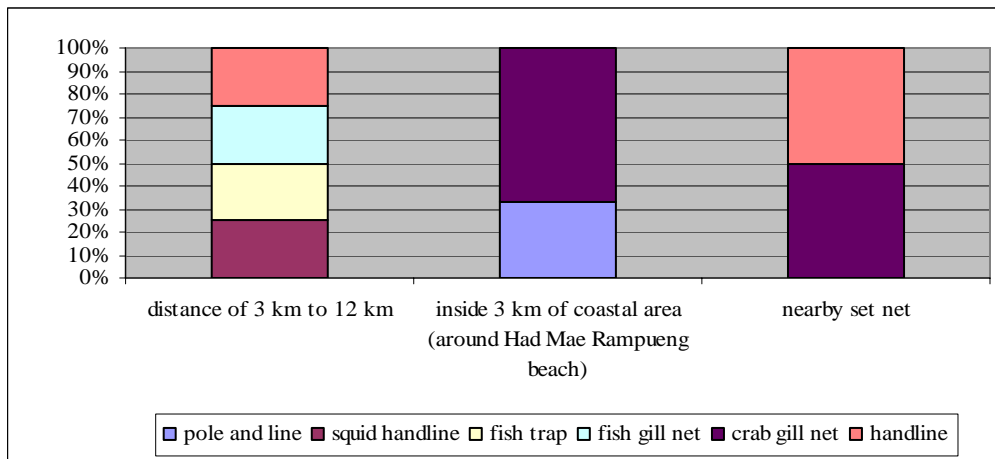 100%
90%
80%
70%
60%
50%
40%
30%
20%
10%
0%
distance of 3 km to 12 km
inside 3 km of coastal area
(around Had Mae Rampueng
beach)
nearby set net
pole and line squid handline fish trap fish gill net crab gill net handline